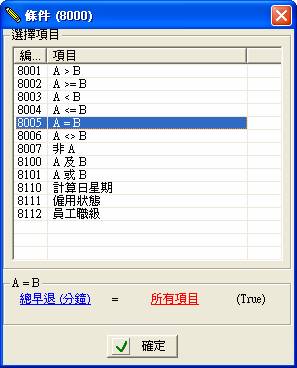 條件 (8000)
選擇項目
編... 項目
8001 A > B
8002 A >= B
8003 A < B
8004 A <= B
8005 A = B
8006 A <> B
8007 非 A
8100 A 及 B
8101 A 或 B
8110 計算日星期
8111 僱用狀態
8112 員工職級
A = B
總早退 (分鐘) = 所有項目 (True)
確定